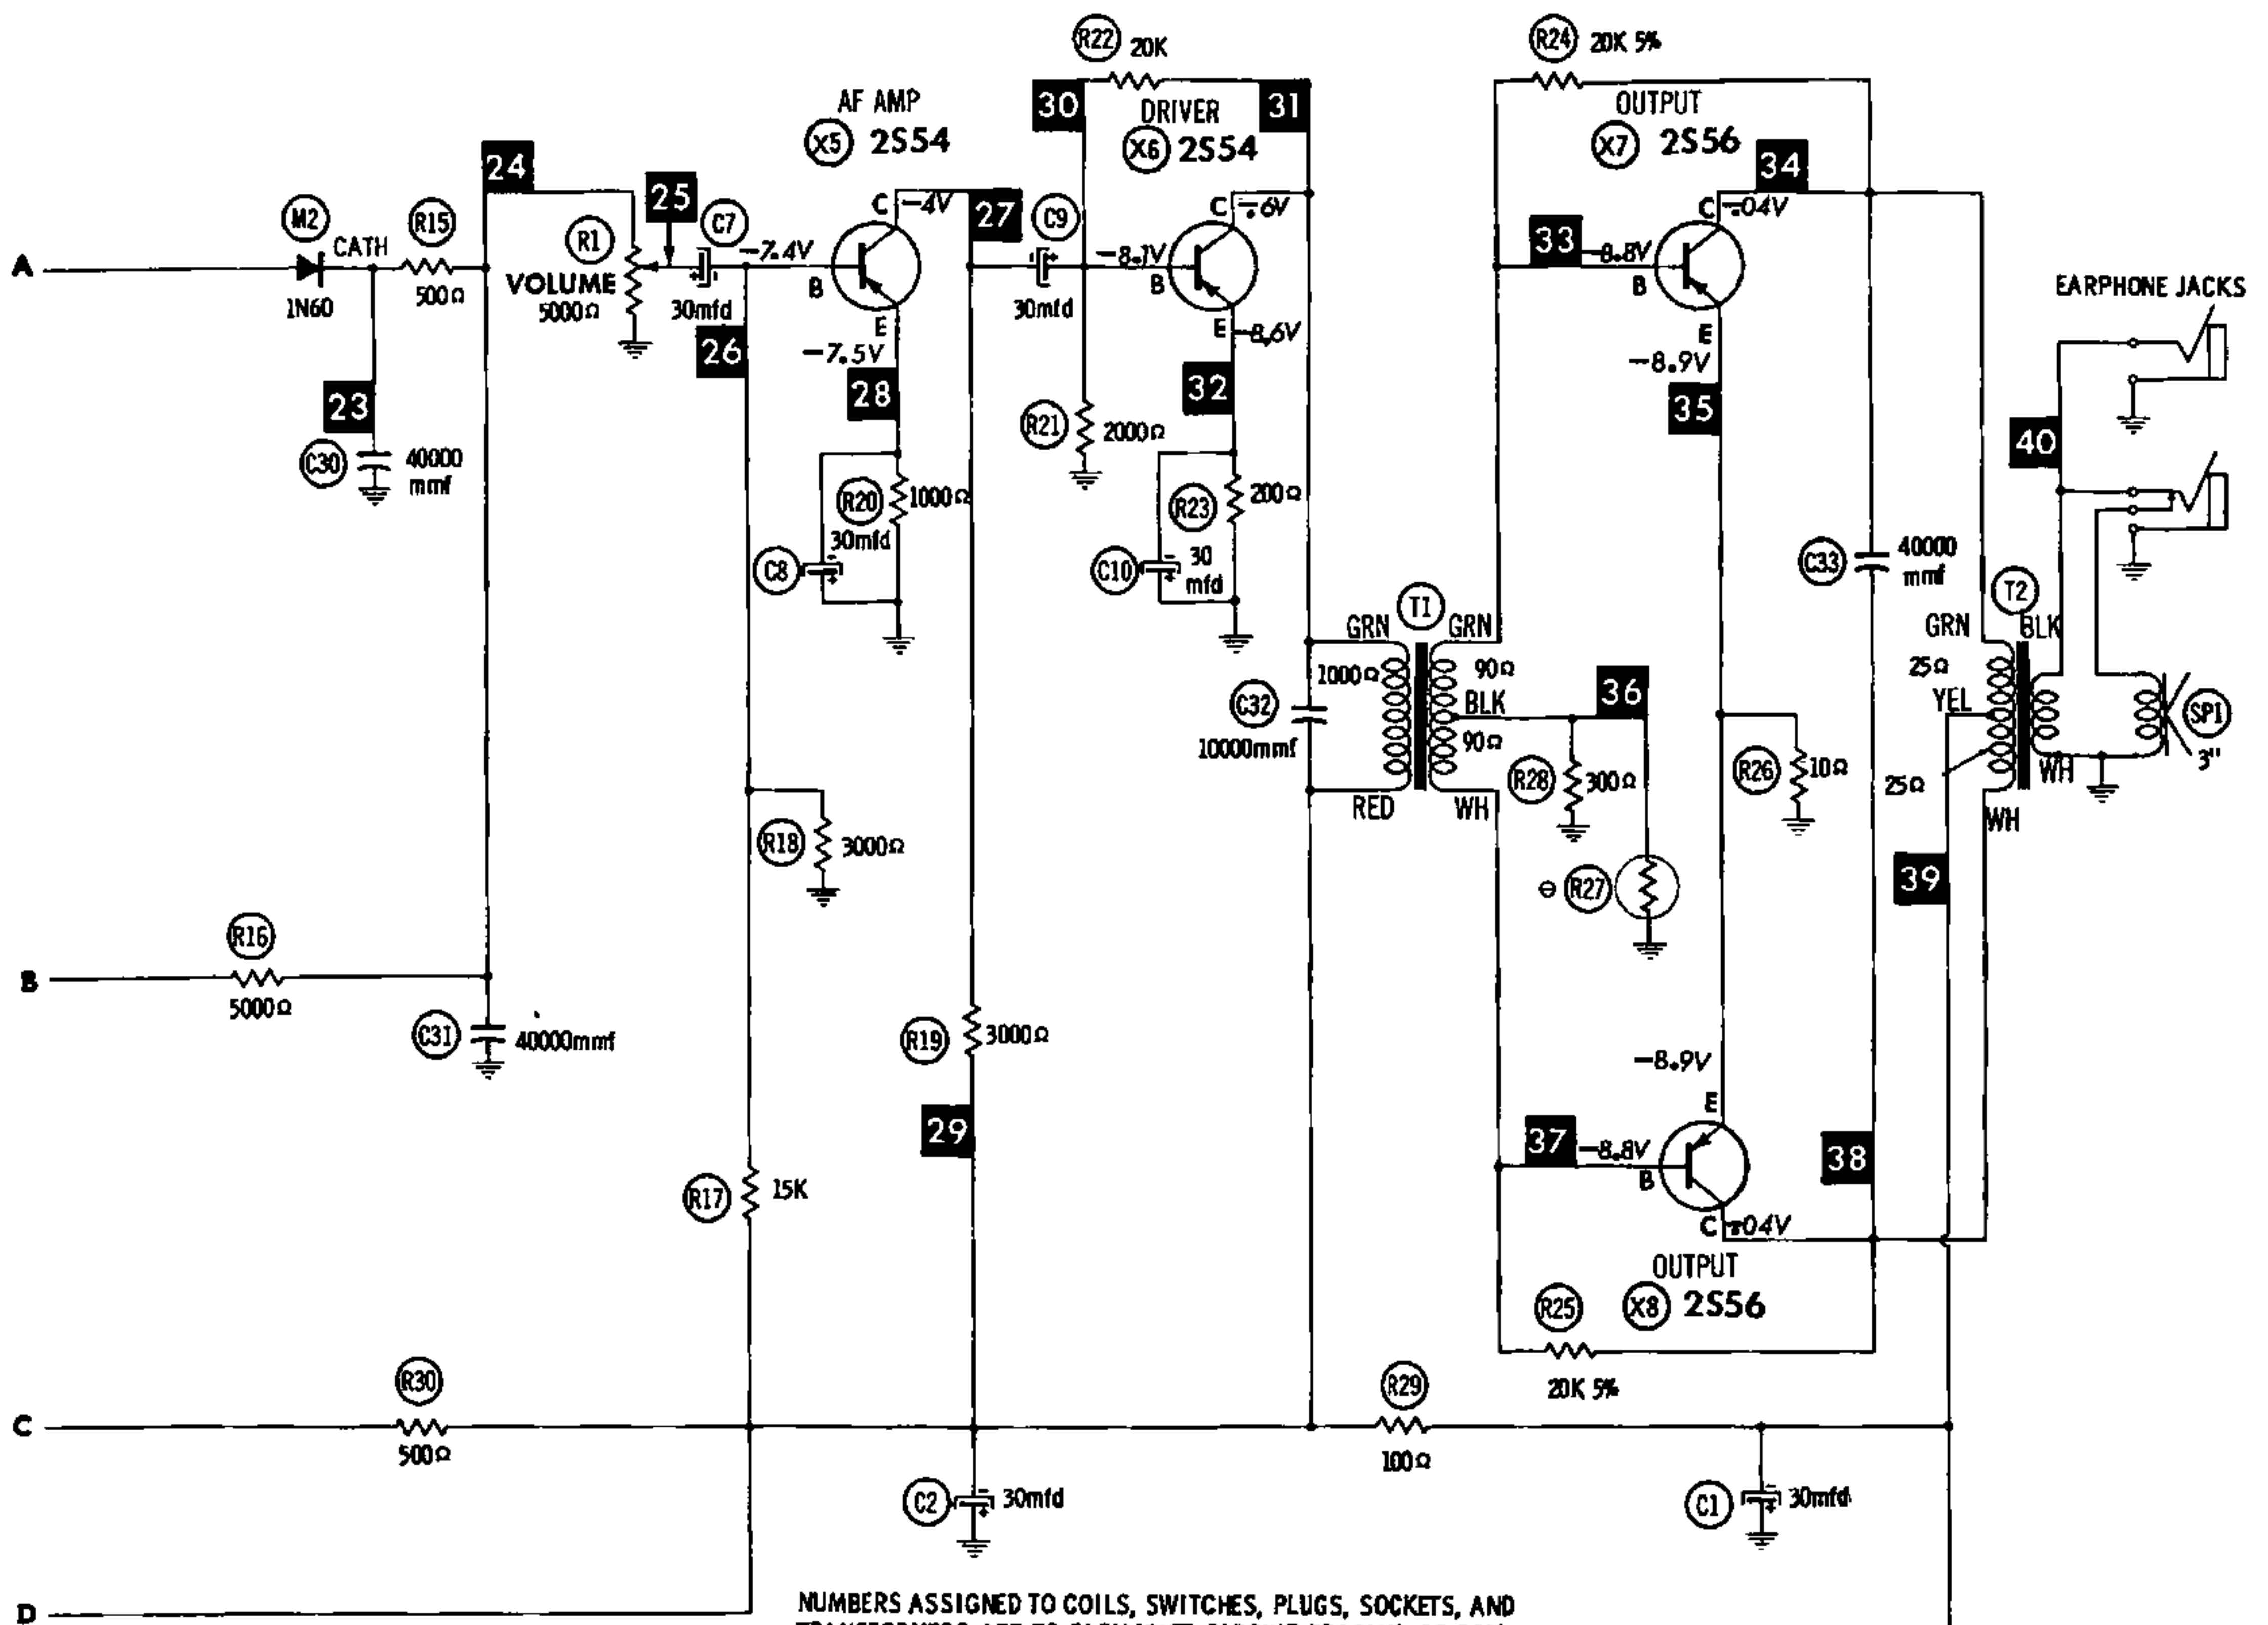 R22 20K
R24 20K 5%
AF AMP
X5 2S54
30
DRIVER
X6 2S54
31
OUTPUT
X7 2S56
34
24
25
C -4V
27
C -.6V
C -.04V
M2
CATH
R15
R1
C7
-7.4V
C9
-8.1V
33
-8.8V
A
1N60
500Ω
VOLUME
5000Ω
30mfd
B
30mfd
B
B
EARPHONE JACKS
26
E
-7.5V
E -8.6V
E
-8.9V
23
28
32
35
R21
2000Ω
40
C30
40000
mmf
R20
1000Ω
30mfd
R23
200Ω
C8
C10
30
mfd
C33
40000
mmf
T1
T2
GRN
GRN
GRN
BLK
1000Ω
90Ω
36
25Ω
C32
BLK
YEL
SP1
10000mmf
90Ω
R28
300Ω
R26
10Ω
25Ω
WH
3"
RED
WH
WH
R18
3000Ω
R27
39
R16
B
5000Ω
C31
40000mmf
R19
3000Ω
-8.9V
E
29
37
-8.8V
B
38
R17
15K
C -.04V
OUTPUT
X8 2S56
R25
20K 5%
R30
R29
C
500Ω
100Ω
C2
30mfd
C1
30mfd
D
NUMBERS ASSIGNED TO COILS, SWITCHES, PLUGS, SOCKETS, AND